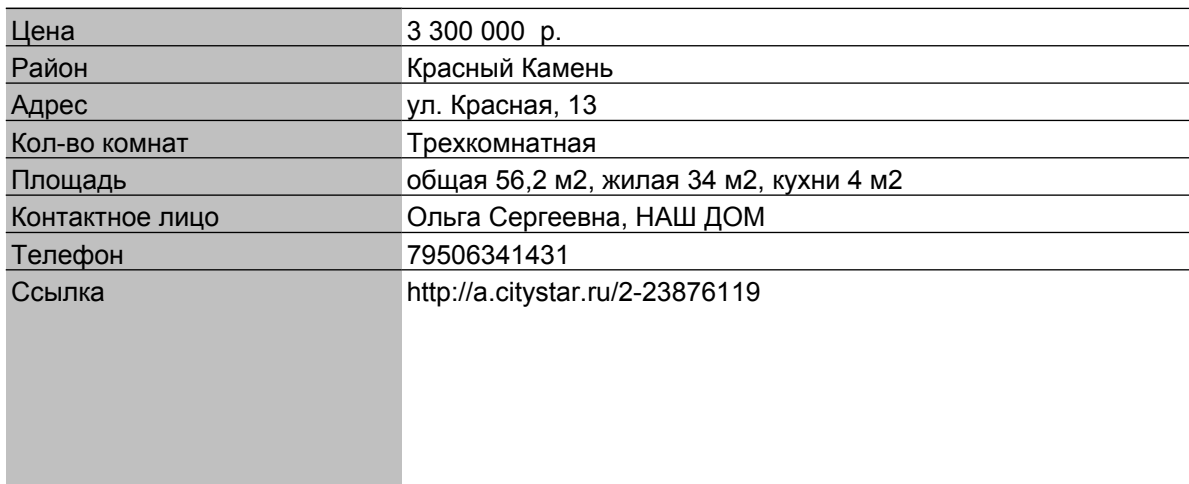 Цена 3 300 000 р.
Район Красный Камень
Адрес ул. Красная, 13
Кол-во комнат Трехкомнатная
Площадь общая 56,2 м2, жилая 34 м2, кухни 4 м2
Контактное лицо Ольга Сергеевна, НАШ ДОМ
Телефон 79506341431
Ссылка http://a.citystar.ru/2-23876119